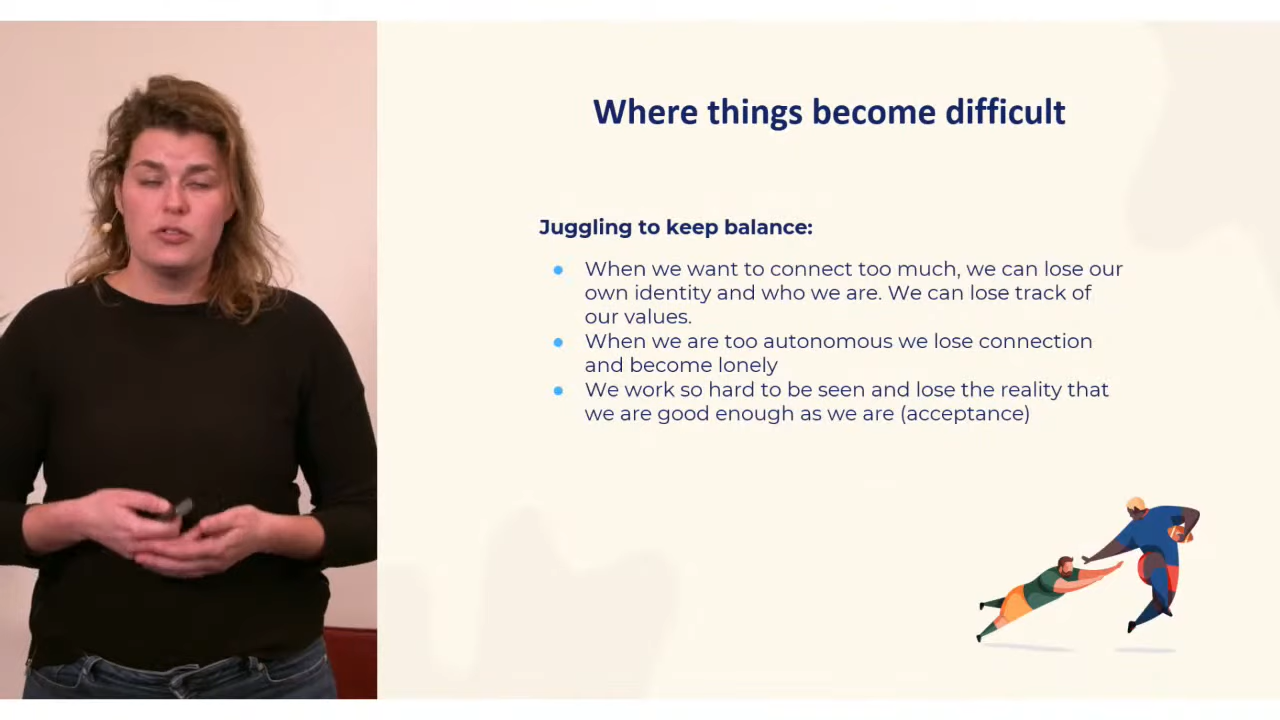 Where things become difficult
Juggling to keep balance:
● When we want to connect too much, we can lose our
own identity and who we are. We can lose track of
our values.
● When we are too autonomous we lose connection
and become lonely
● We work so hard to be seen and lose the reality that
we are good enough as we are (acceptance)